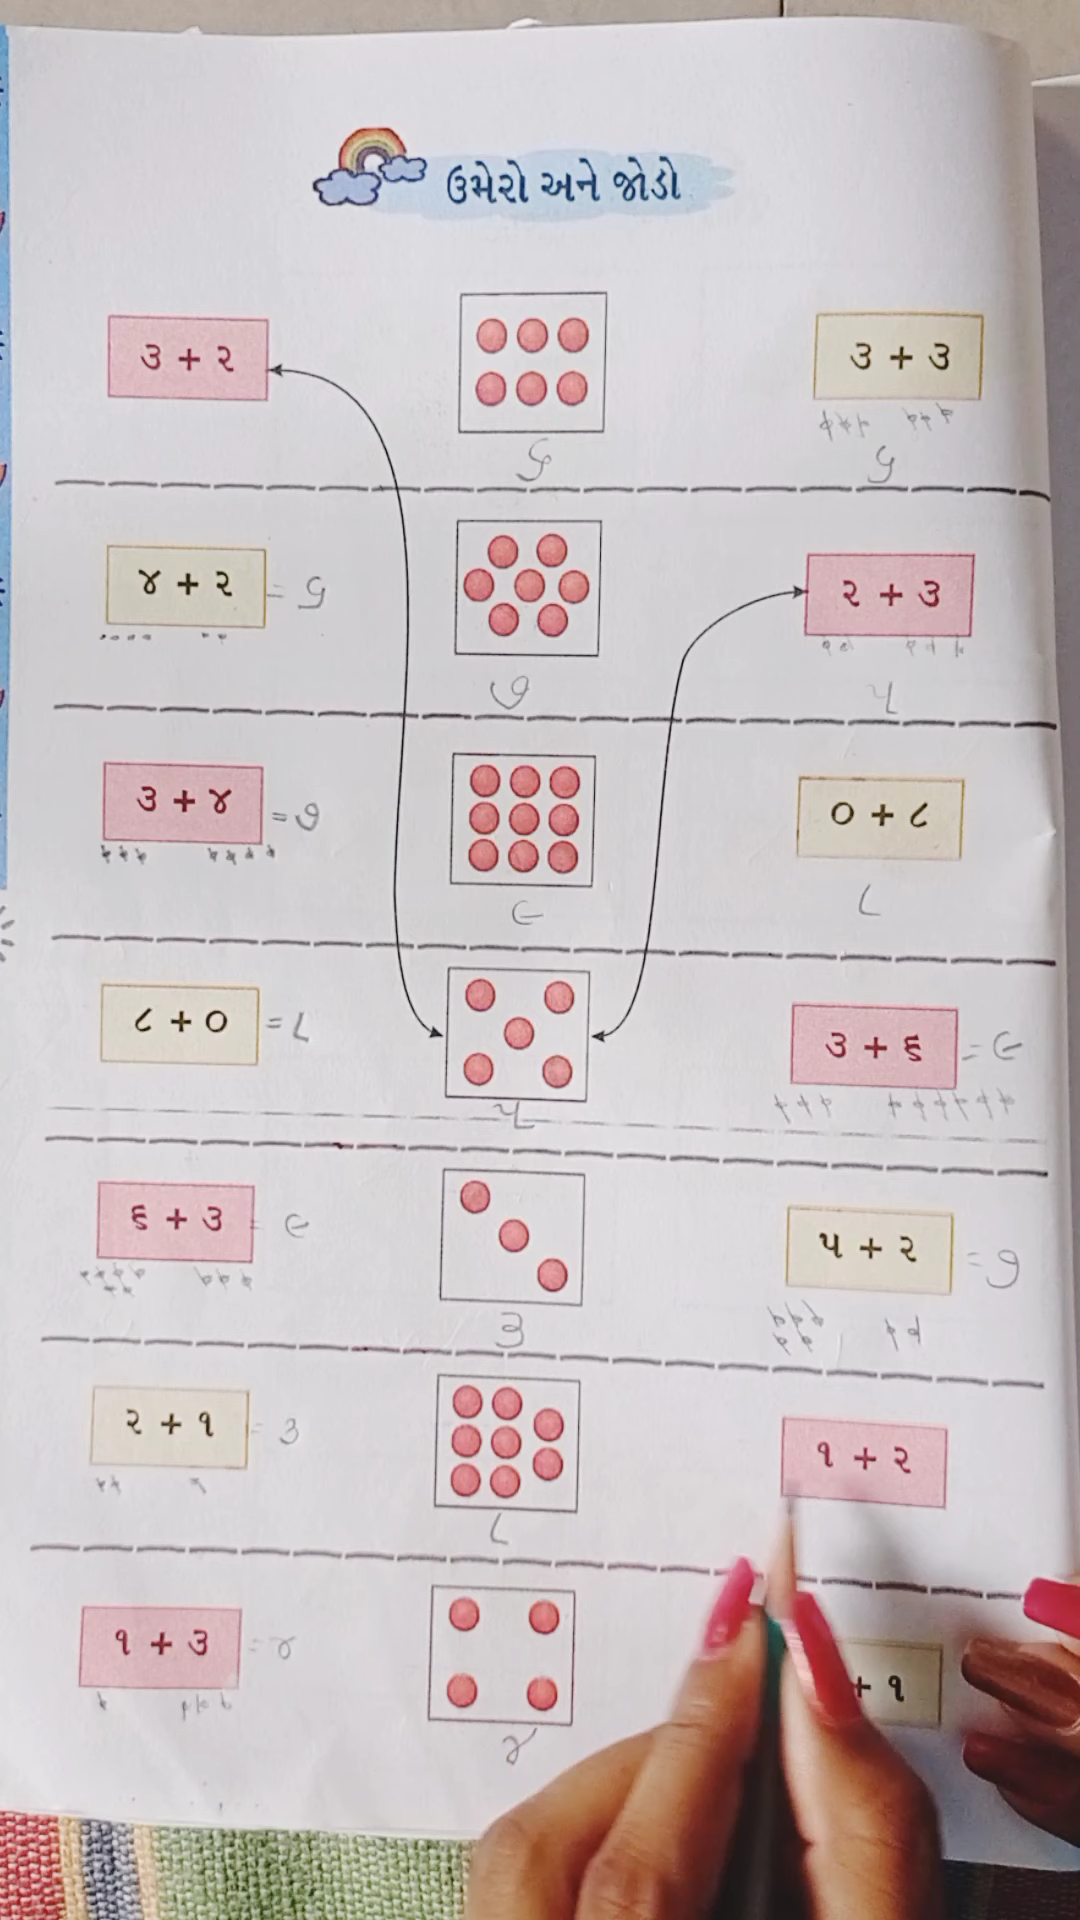 ઉમેરો અને જોડો
૩ + ૨
૩ + ૩
૬
૬
૪ + ૨ = ૬
૨ + ૩
૭
૫
૩ + ૪ = ૭
૦ + ૮
૯
૮
૮ + ૦ = ૮
૩ + ૬ = ૯
૫
૬ + ૩ = ૯
૫ + ૨ = ૭
૩
૨ + ૧ = ૩
૧ + ૨
૮
૧ + ૩ = ૪
+ ૧
૪